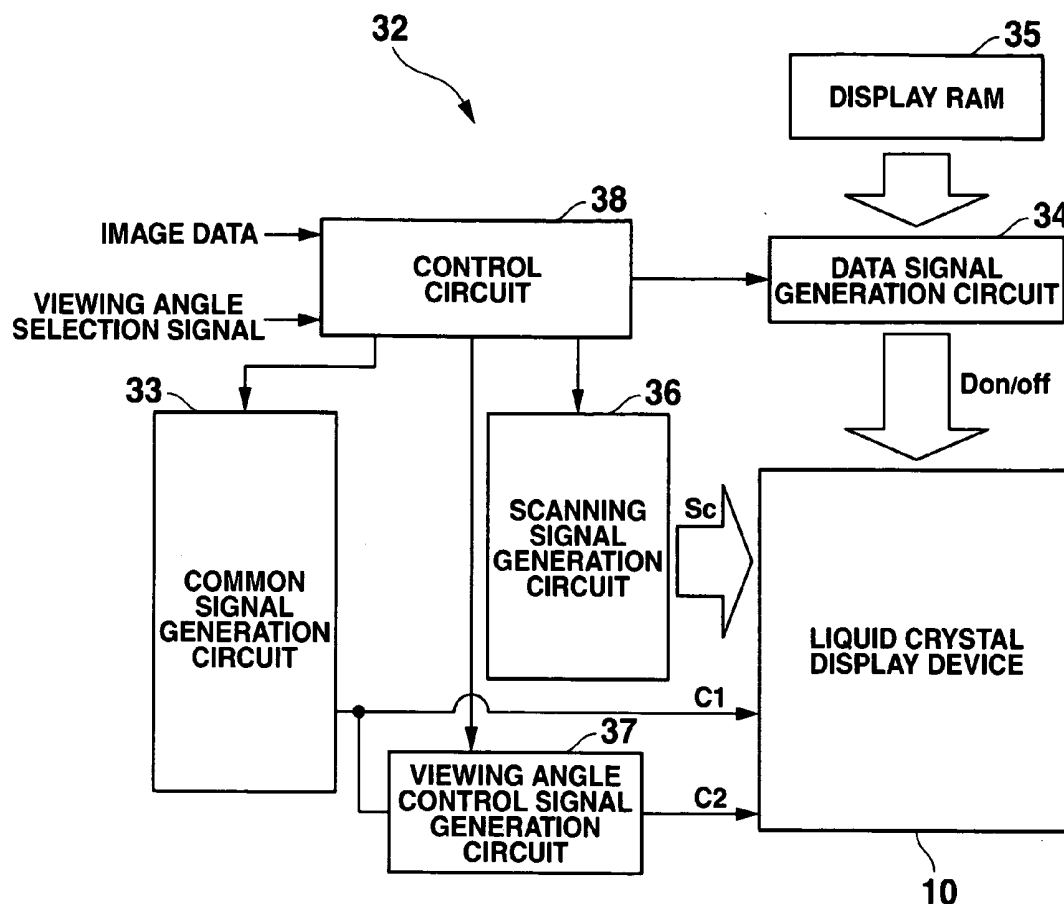 32
35
DISPLAY RAM
38
IMAGE DATA
CONTROL
CIRCUIT
VIEWING ANGLE
SELECTION SIGNAL
34
DATA SIGNAL
GENERATION CIRCUIT
Don/off
33
COMMON
SIGNAL
GENERATION
CIRCUIT
36
SCANNING
SIGNAL
GENERATION
CIRCUIT
Sc
LIQUID CRYSTAL
DISPLAY DEVICE
C1
37
VIEWING ANGLE
CONTROL SIGNAL
GENERATION
CIRCUIT
C2
10